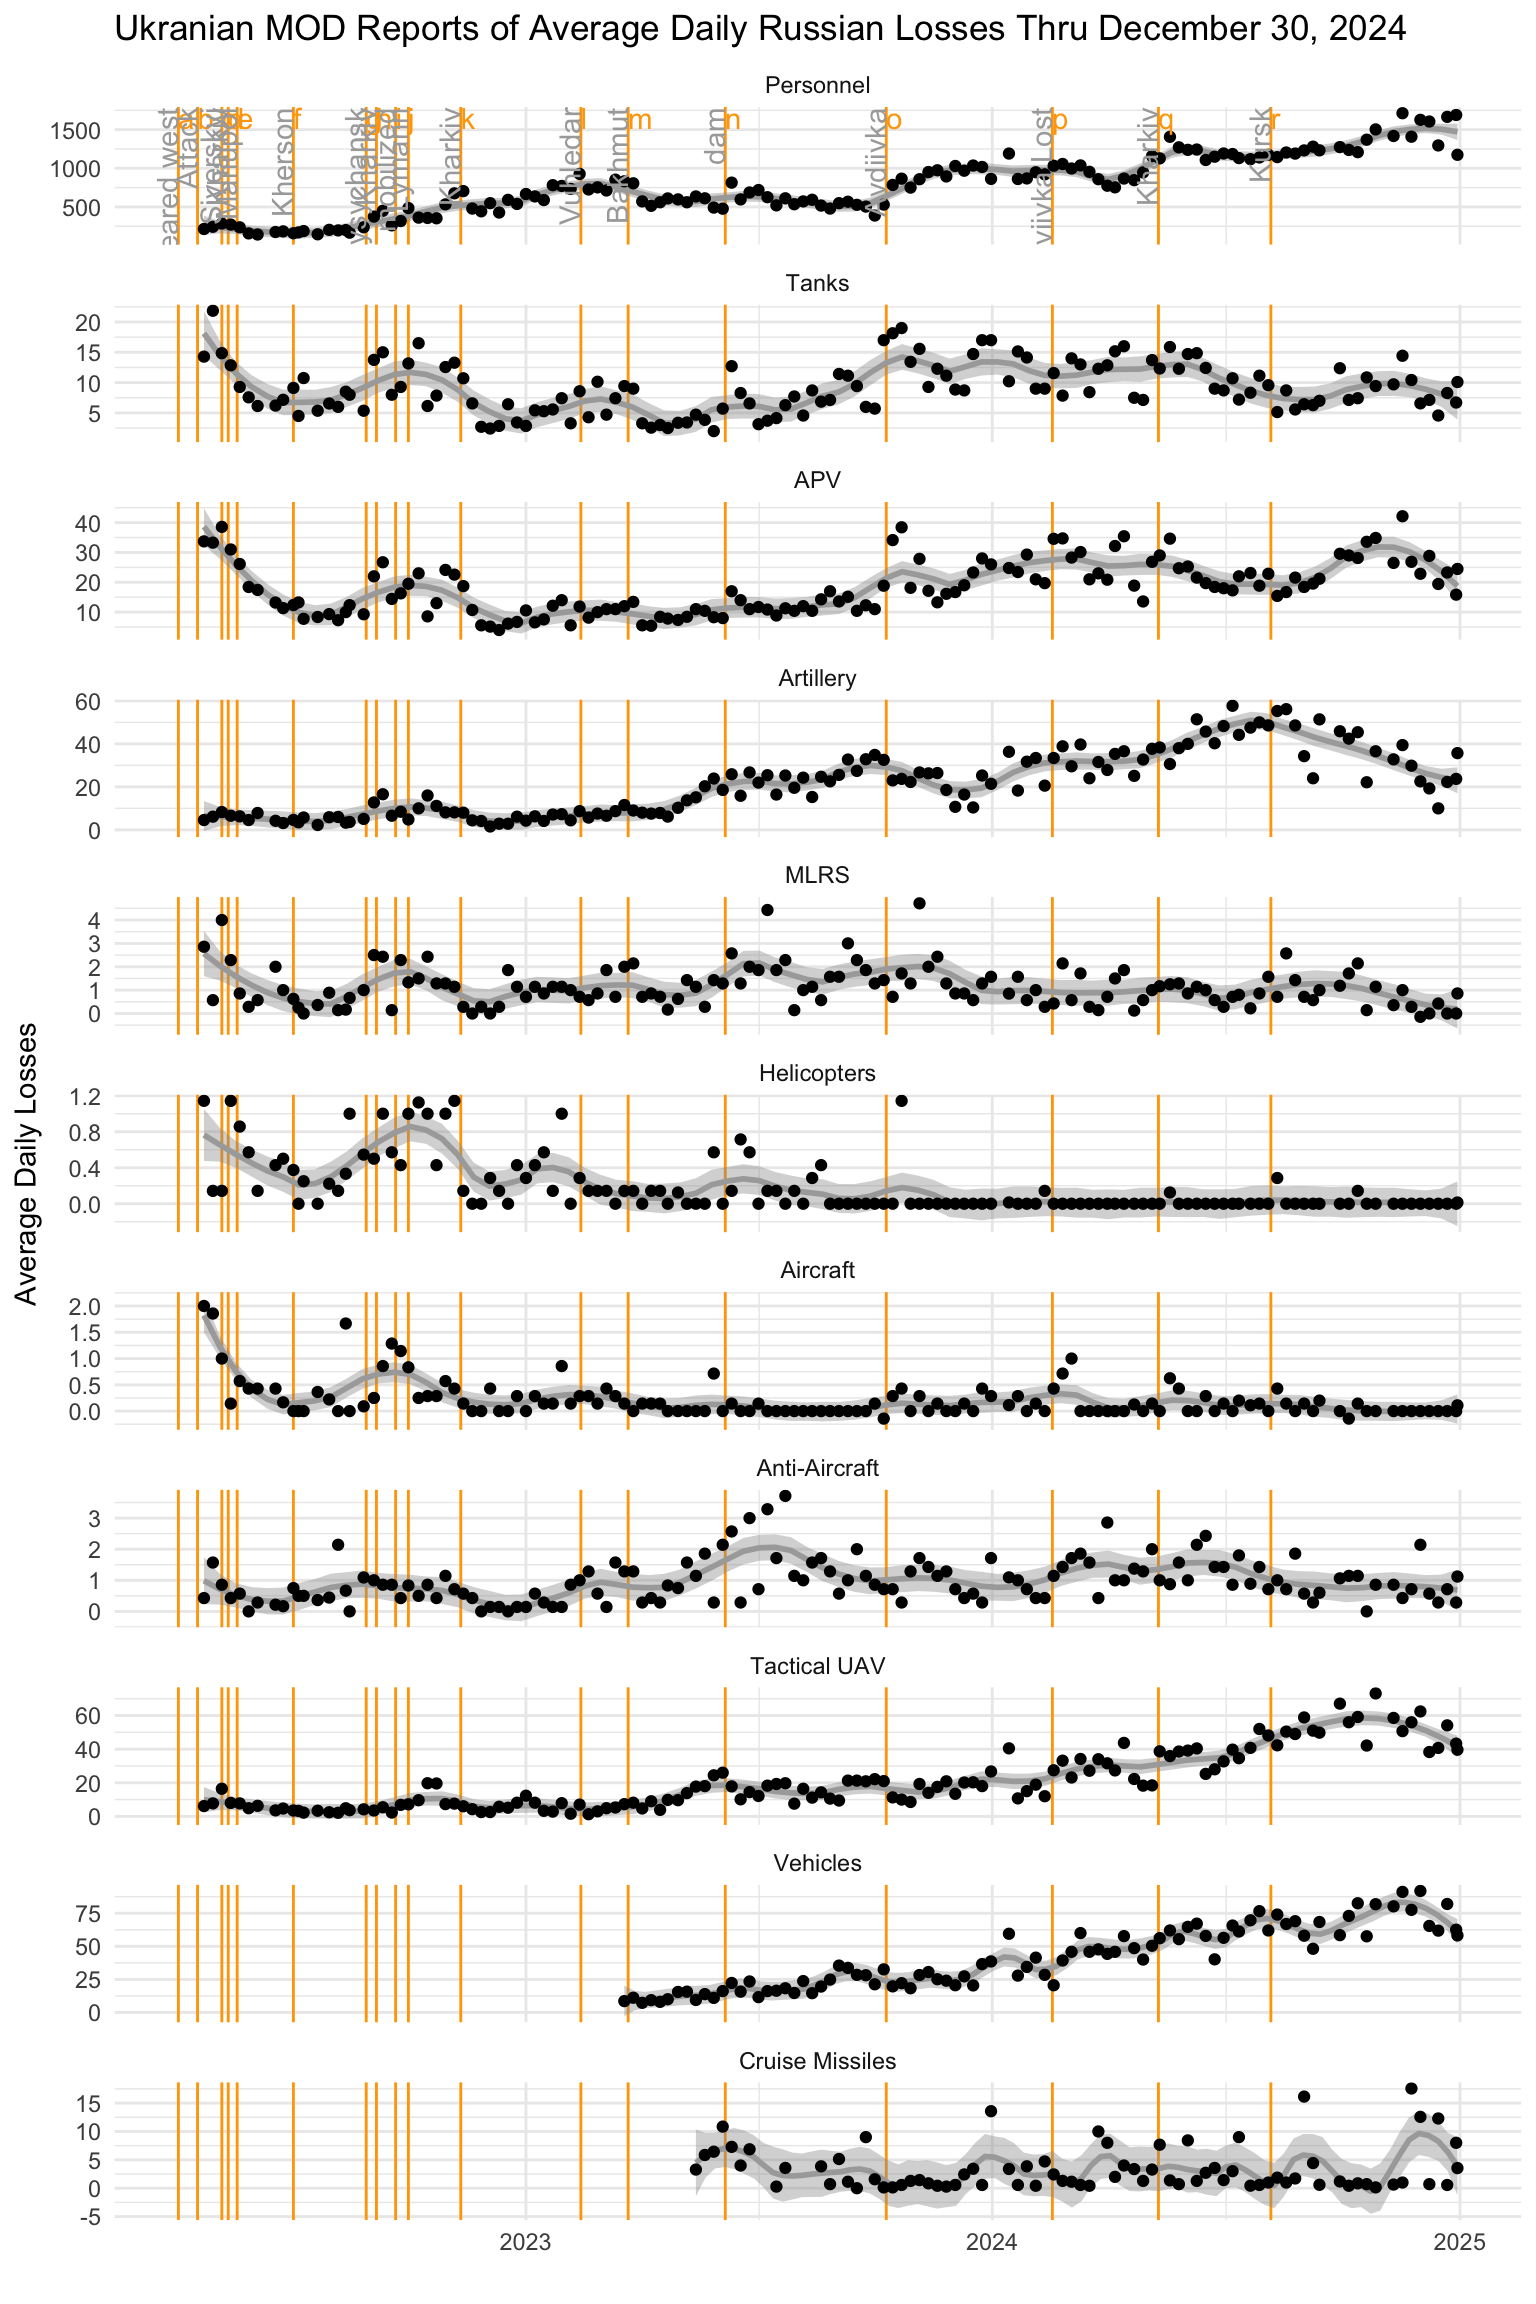 Ukranian MOD Reports of Average Daily Russian Losses Thru December 30, 2024
Personnel
1500
1000
500
eared west
Attack
Kherson
Kharkiv
Vuhledar
Bakhmut
dam
Avdiivka
Lost
Kharkiv
Kursk
b
e
f
j
k
l
m
n
o
p
q
r
Tanks
20
15
10
5
APV
40
30
20
10
Artillery
60
40
20
0
MLRS
4
3
2
1
0
Helicopters
1.2
0.8
0.4
0.0
Aircraft
2.0
1.5
1.0
0.5
0.0
Anti-Aircraft
3
2
1
0
Tactical UAV
60
40
20
0
Vehicles
75
50
25
0
Cruise Missiles
15
10
5
0
-5
2023
2024
2025
Average Daily Losses